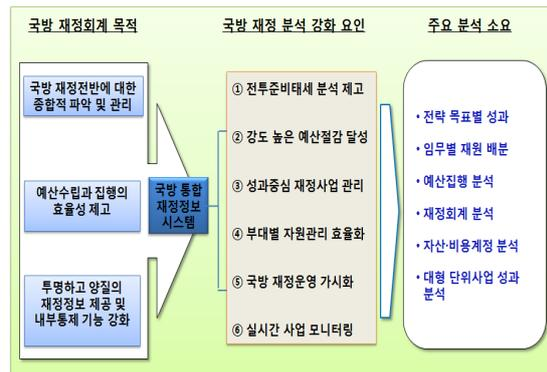 국방 재정회계 목적
국방 재정 분석 강화 요인
주요 분석 소요
국방 재정전반에 대한
종합적 파악 및 관리
예산수립과 집행의
효율성 제고
투명하고 양질의
재정정보 제공 및
내부통제 기능 강화
국방 통합
재정정보
시스템
① 전투준비태세 분석 제고
② 강도 높은 예산절감 달성
③ 성과중심 재정사업 관리
④ 부대별 자원관리 효율화
⑤ 국방 재정운영 가시화
⑥ 실시간 사업 모니터링
• 전략 목표별 성과
• 임무별 재원 배분
• 예산집행 분석
• 재정회계 분석
• 자산·비용계정 분석
• 대형 단위사업 성과
분석